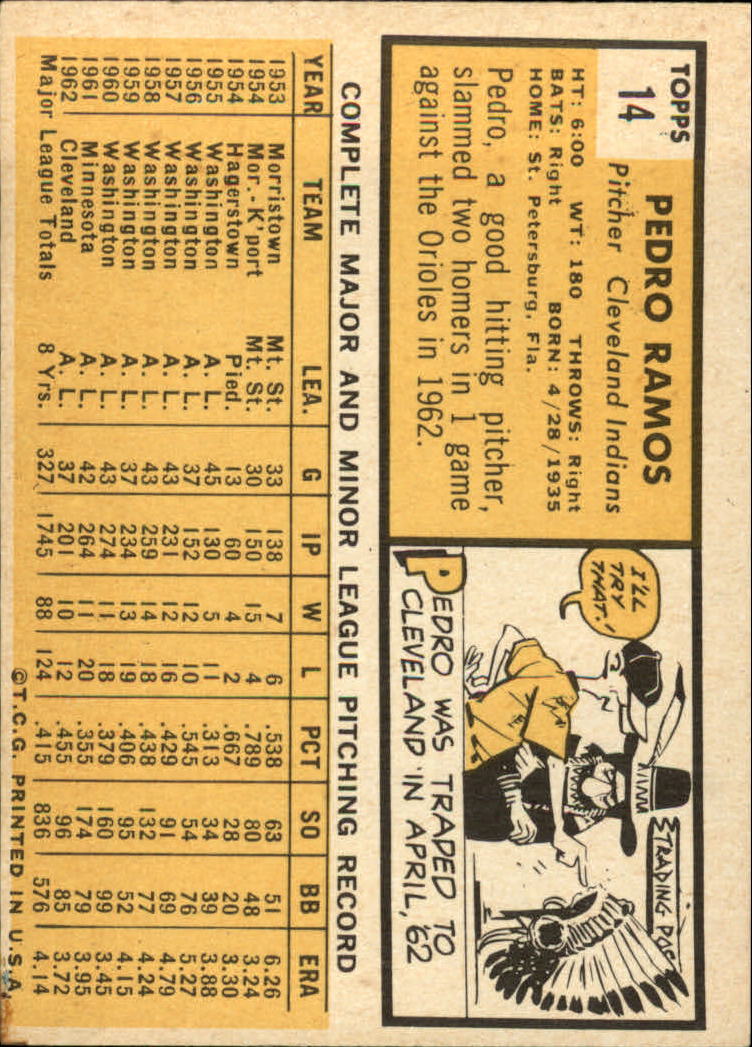 TOPPS
14
PEDRO RAMOS
Pitcher Cleveland Indians
HT: 6:00 WT: 180 THROWS: Right
BATS: Right BORN: 4/28/1935
HOME: St. Petersburg, Fla.
Pedro, a good hitting pitcher,
slammed two homers in 1 game
against the Orioles in 1962.
I'LL
TRY
THAT!
TRADING POS
PEDRO WAS TRADED TO
CLEVELAND IN APRIL, '62
COMPLETE MAJOR AND MINOR LEAGUE PITCHING RECORD
YEAR TEAM LEA. G IP W L PCT SO BB ERA
1953 Morristown Mt. St. 33 138 7 6 .538 63 51 6.26
1954 Mor.-K'port Mt. St. 30 150 15 4 .789 80 48 3.24
1954 Hagerstown Pied. 13 60 4 2 .667 28 20 3.30
1955 Washington A. L. 45 130 5 11 .313 34 39 3.88
1956 Washington A. L. 37 152 12 10 .545 54 76 5.27
1957 Washington A. L. 43 231 12 16 .429 91 69 4.79
1958 Washington A. L. 43 259 14 18 .438 132 77 4.24
1959 Washington A. L. 37 234 13 19 .406 95 52 4.15
1960 Washington A. L. 43 274 11 18 .379 160 99 3.45
1961 Minnesota A. L. 42 264 11 20 .355 174 79 3.95
1962 Cleveland A. L. 37 201 10 12 .455 96 85 3.72
Major League Totals 8 Yrs. 327 1745 88 124 .415 836 576 4.14
©T.C.G. PRINTED IN U.S.A.